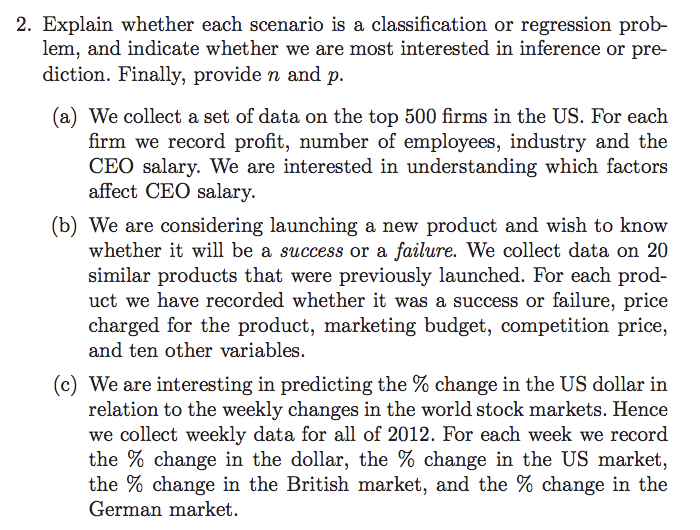 2. Explain whether each scenario is a classification or regression prob-
lem, and indicate whether we are most interested in inference or pre-
diction. Finally, provide n and p.
(a) We collect a set of data on the top 500 firms in the US. For each
firm we record profit, number of employees, industry and the
CEO salary. We are interested in understanding which factors
affect CEO salary.
(b) We are considering launching a new product and wish to know
whether it will be a success or a failure. We collect data on 20
similar products that were previously launched. For each prod-
uct we have recorded whether it was a success or failure, price
charged for the product, marketing budget, competition price,
and ten other variables.
(c) We are interesting in predicting the % change in the US dollar in
relation to the weekly changes in the world stock markets. Hence
we collect weekly data for all of 2012. For each week we record
the % change in the dollar, the % change in the US market,
the % change in the British market, and the % change in the
German market.